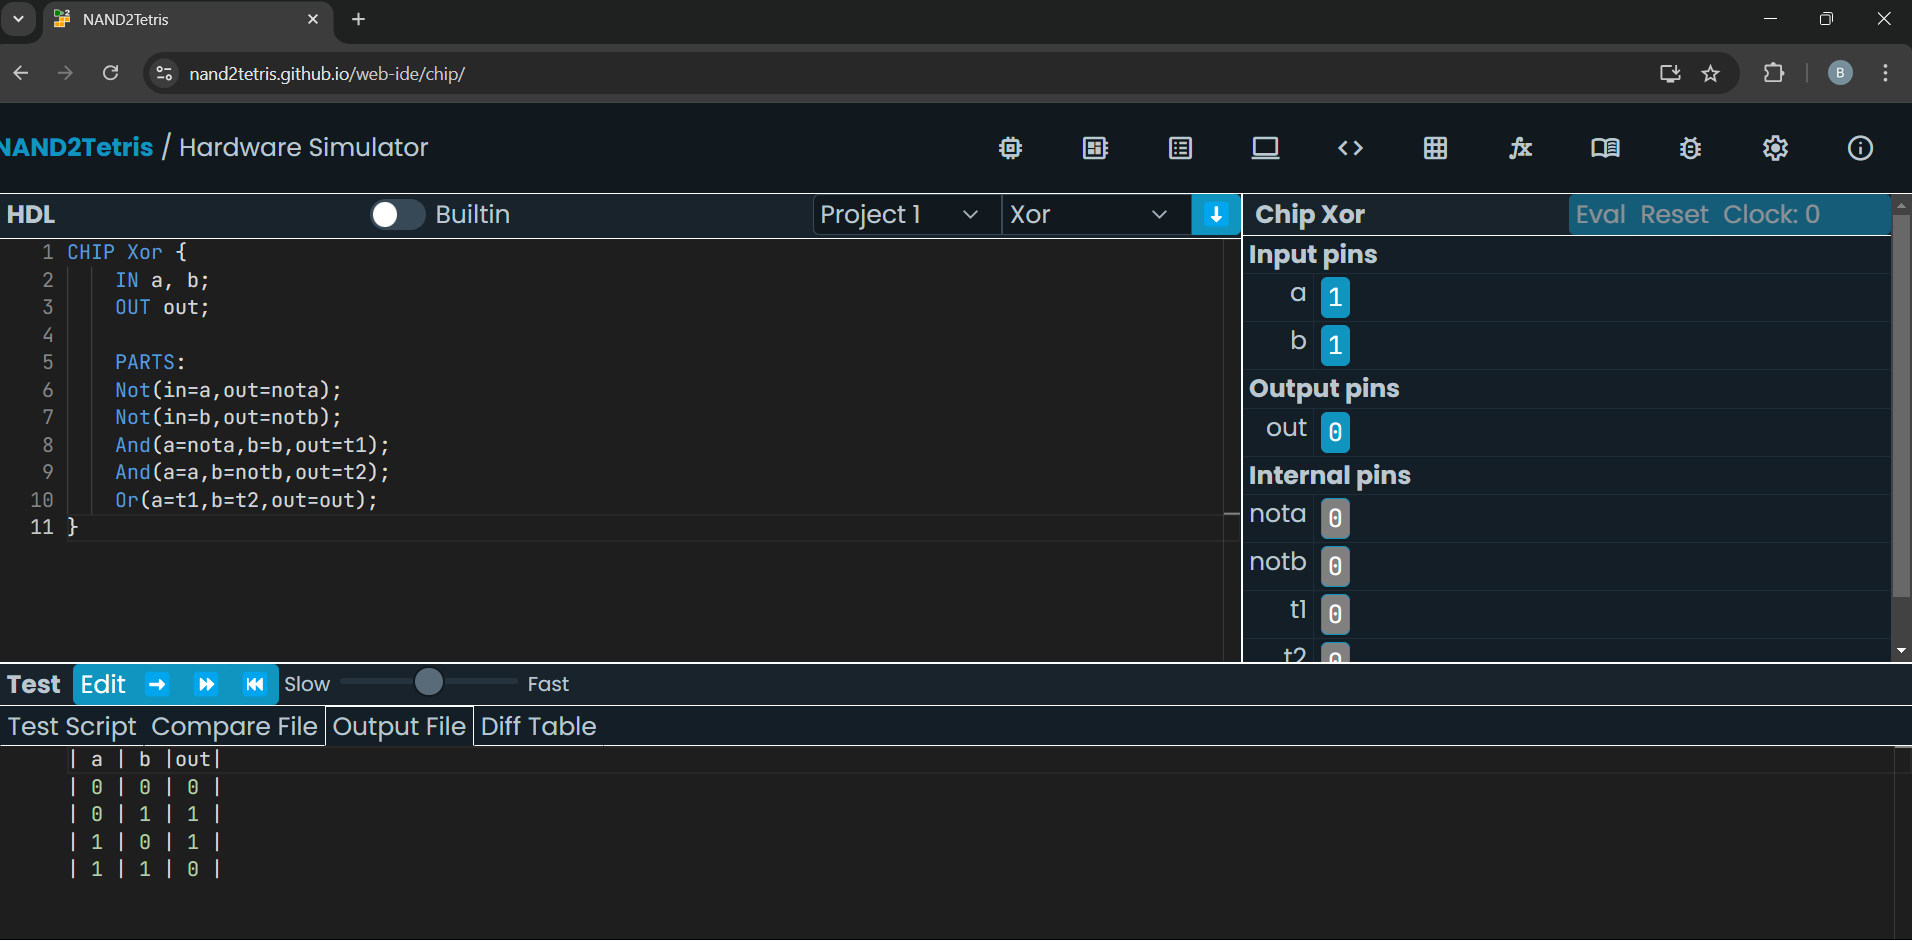 NAND2Tetris
nand2tetris.github.io/web-ide/chip/
B
NAND2Tetris / Hardware Simulator
HDL
Builtin
Project 1
Xor
Chip Xor
Eval Reset Clock: 0
1 CHIP Xor {
2 IN a, b;
3 OUT out;
4
5 PARTS:
6 Not(in=a,out=nota);
7 Not(in=b,out=notb);
8 And(a=nota,b=b,out=t1);
9 And(a=a,b=notb,out=t2);
10 Or(a=t1,b=t2,out=out);
11 }
Input pins
a 1
b 1
Output pins
out 0
Internal pins
nota 0
notb 0
t1 0
t2 0
Test Edit Slow Fast
Test Script Compare File Output File Diff Table
| a | b |out|
| 0 | 0 | 0 |
| 0 | 1 | 1 |
| 1 | 0 | 1 |
| 1 | 1 | 0 |